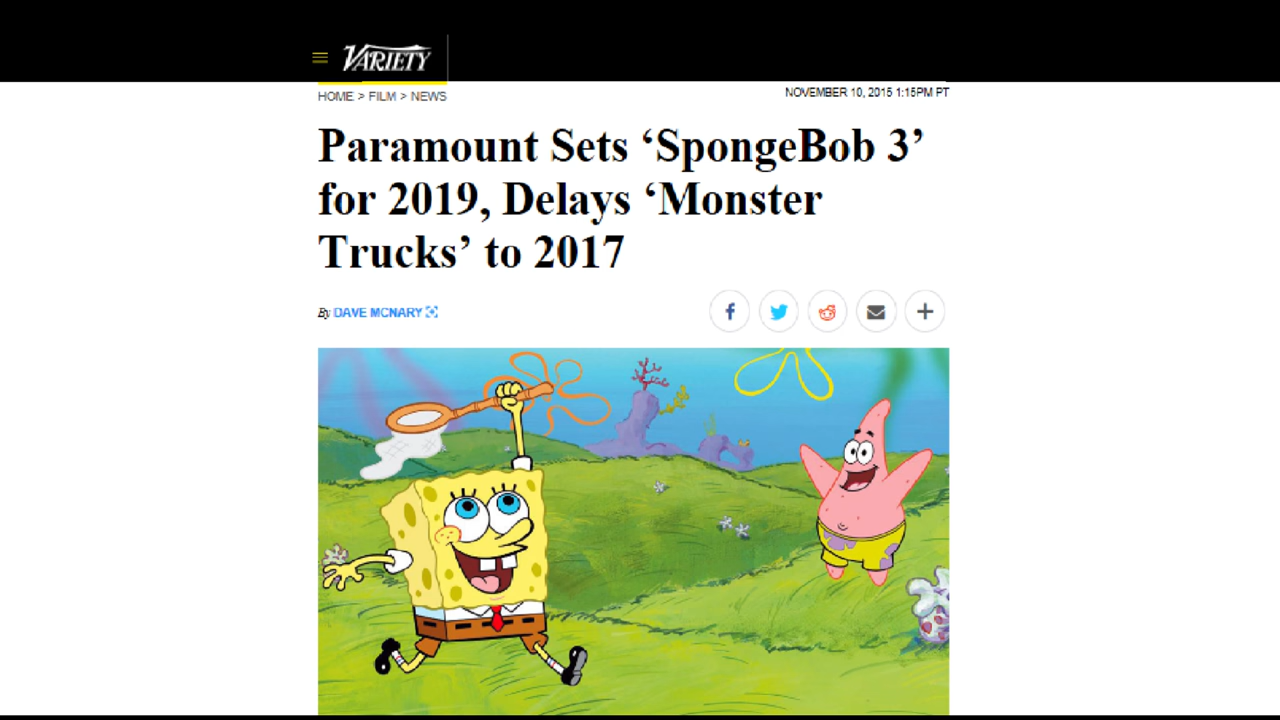 VARIETY
HOME > FILM > NEWS
NOVEMBER 10, 2015 1:15PM PT
Paramount Sets ‘SpongeBob 3’
for 2019, Delays ‘Monster
Trucks’ to 2017
By DAVE MCNARY